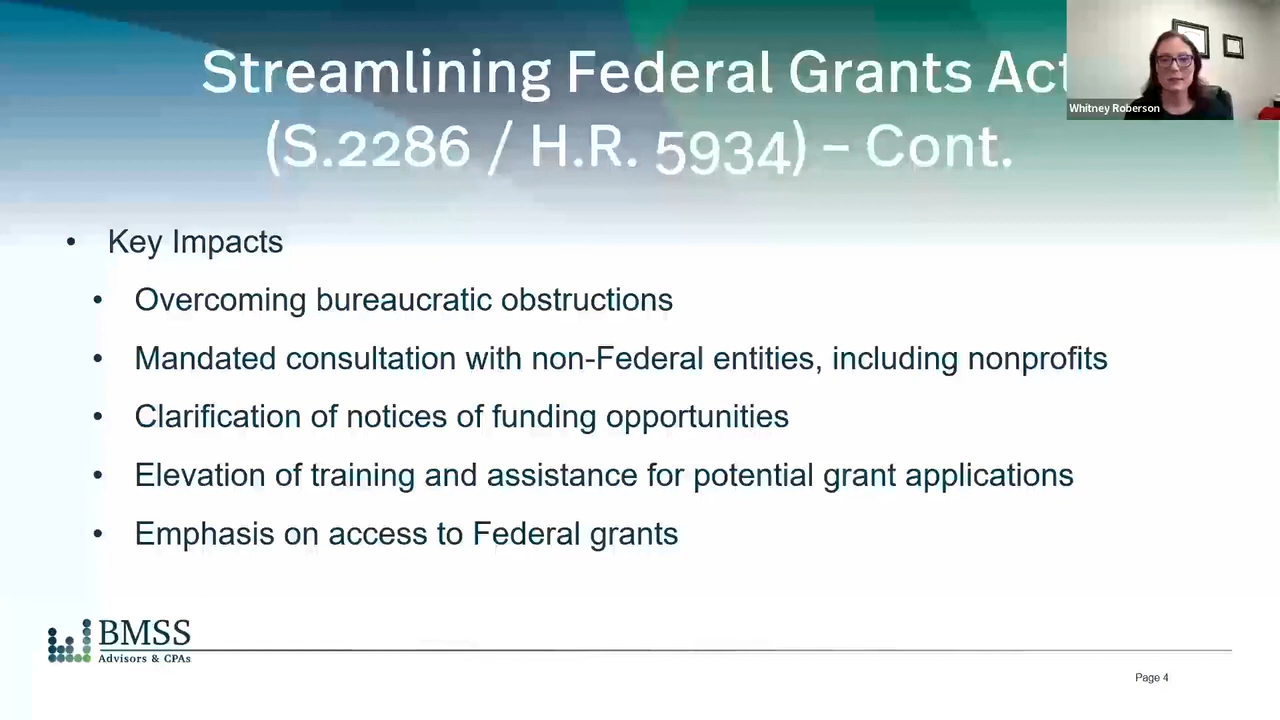 Streamlining Federal Grants Act
(S.2286 / H.R. 5934) – Cont.
Whitney Roberson
• Key Impacts
• Overcoming bureaucratic obstructions
• Mandated consultation with non-Federal entities, including nonprofits
• Clarification of notices of funding opportunities
• Elevation of training and assistance for potential grant applications
• Emphasis on access to Federal grants
BMSS
Advisors & CPAs
Page 4